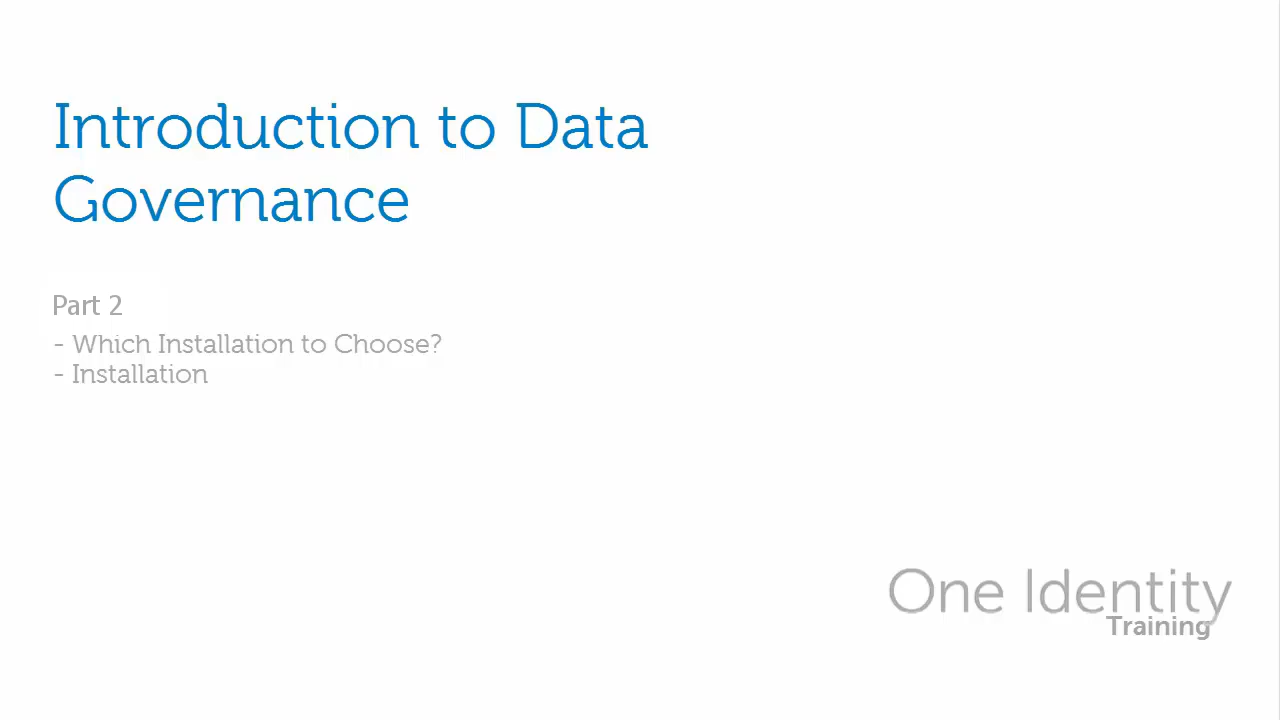 Introduction to Data
Governance
Part 2
- Which Installation to Choose?
- Installation
One Identity
Training